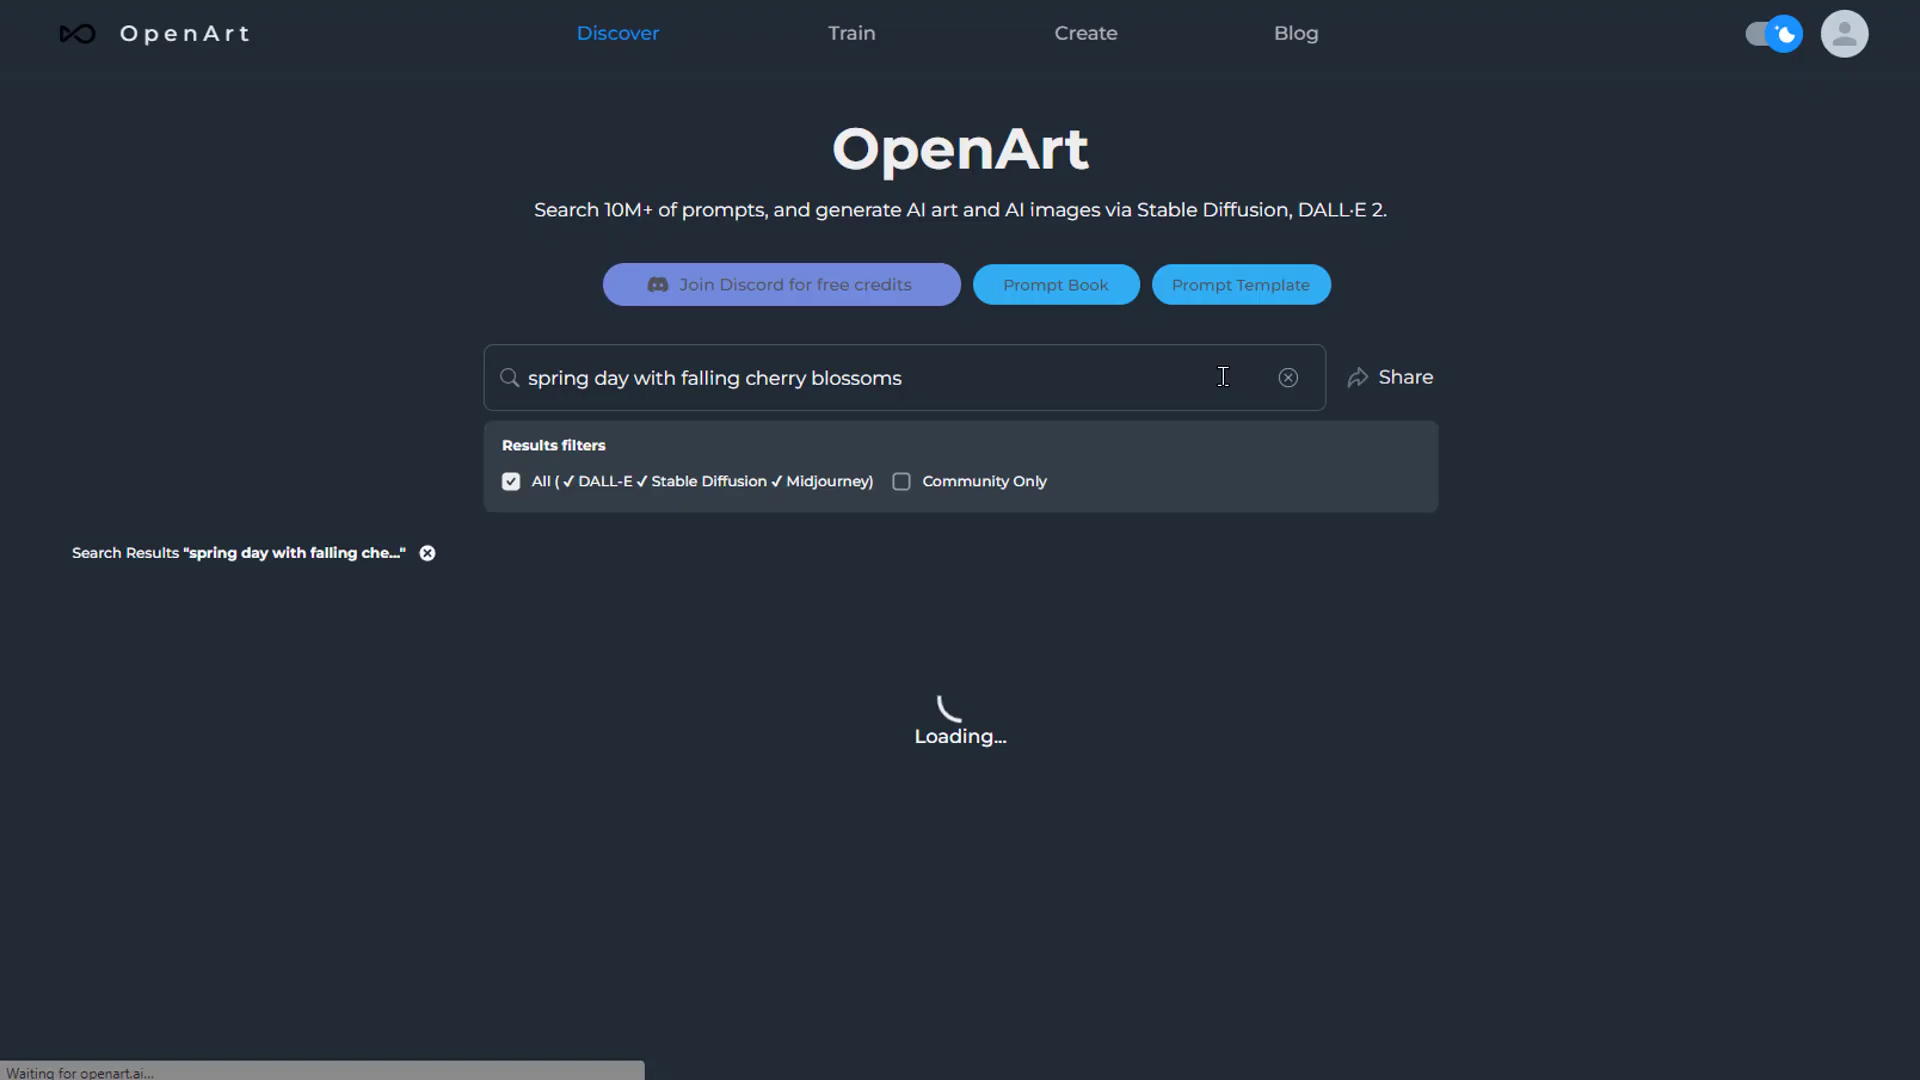 OpenArt
Discover
Train
Create
Blog
OpenArt
Search 10M+ of prompts, and generate AI art and AI images via Stable Diffusion, DALL·E 2.
Join Discord for free credits
Prompt Book
Prompt Template
spring day with falling cherry blossoms
Share
Results filters
All ( ✓ DALL-E ✓ Stable Diffusion ✓ Midjourney)
Community Only
Search Results "spring day with falling che..."
Loading...
Waiting for openart.ai...